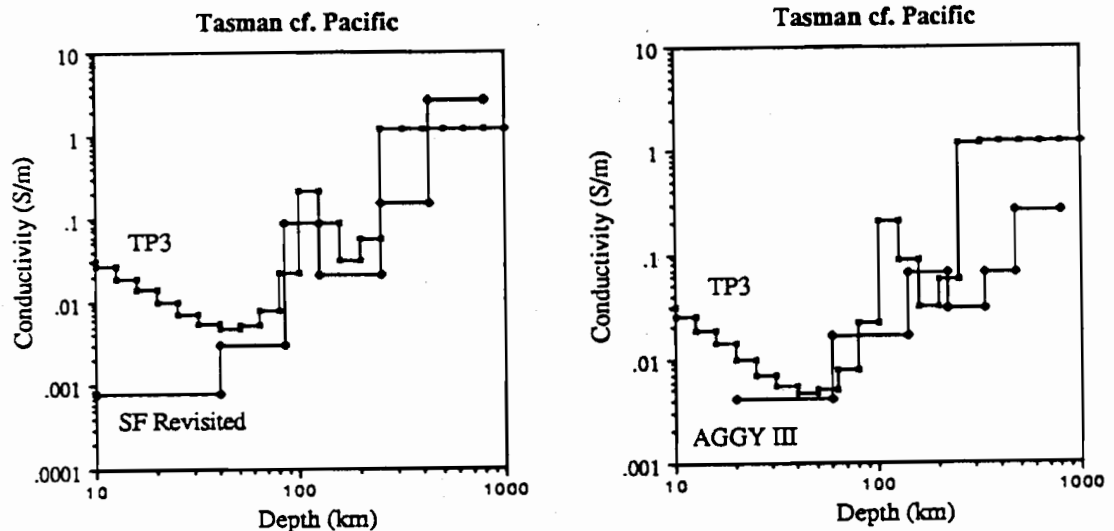 Tasman cf. Pacific
10
1
.1
.01
.001
.0001
Conductivity (S/m)
TP3
SF Revisited
10
100
1000
Depth (km)
Tasman cf. Pacific
10
1
.1
.01
.001
Conductivity (S/m)
TP3
AGGY III
10
100
1000
Depth (km)